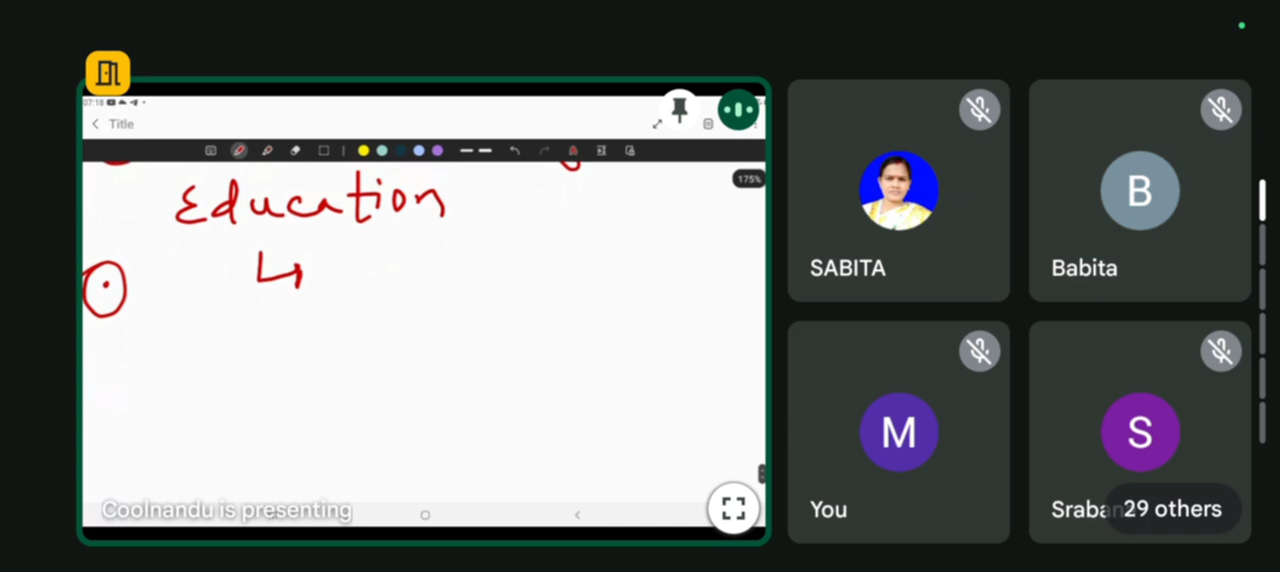 07:18
Title
175%
Education
Coolnandu is presenting
SABITA
B
Babita
M
You
S
29 others